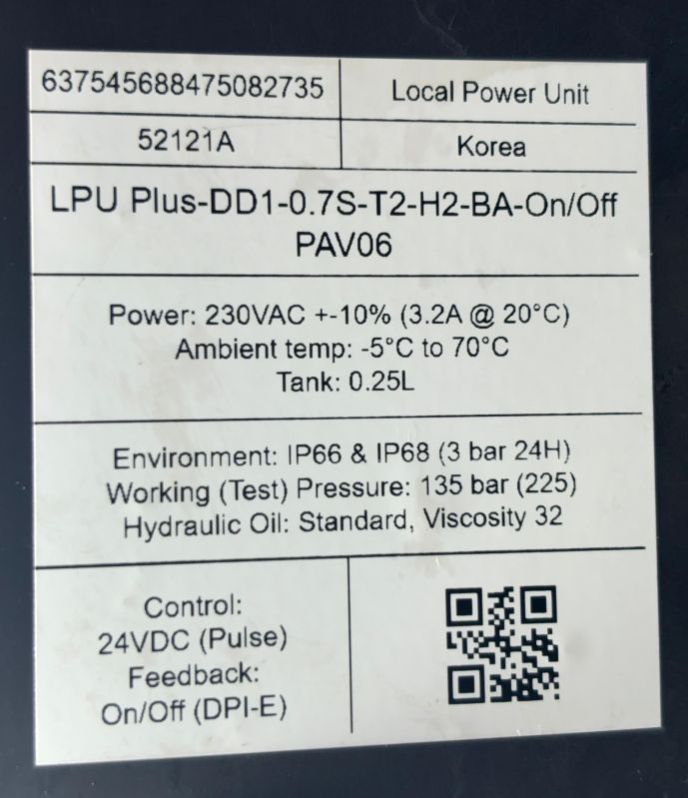 637545688475082735
Local Power Unit
52121A
Korea
LPU Plus-DD1-0.7S-T2-H2-BA-On/Off
PAV06
Power: 230VAC +-10% (3.2A @ 20°C)
Ambient temp: -5°C to 70°C
Tank: 0.25L
Environment: IP66 & IP68 (3 bar 24H)
Working (Test) Pressure: 135 bar (225)
Hydraulic Oil: Standard, Viscosity 32
Control:
24VDC (Pulse)
Feedback:
On/Off (DPI-E)